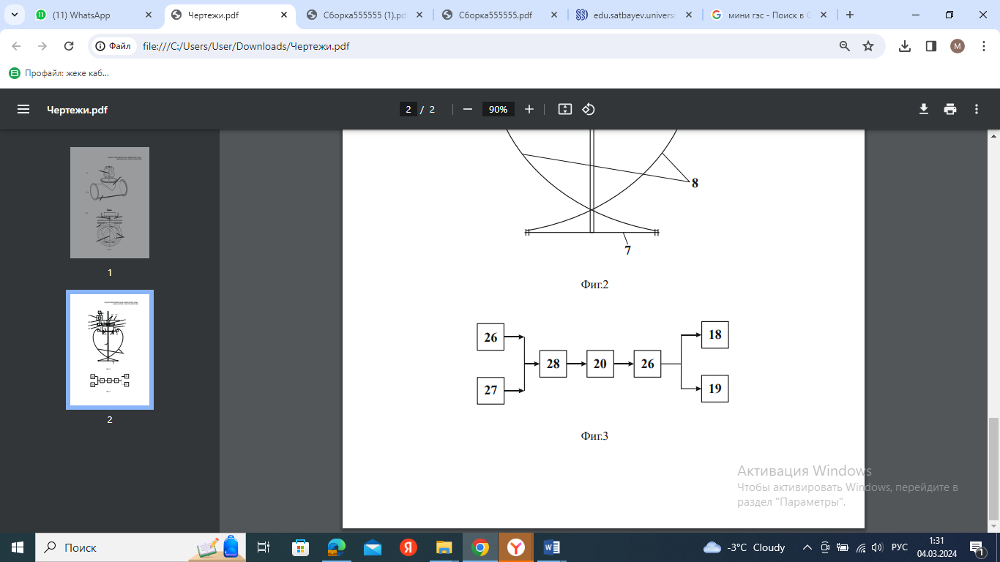 (11) WhatsApp
Чертежи.pdf
Сборка555555 (1).pd
Сборка555555.pdf
edu.satbayev.universi
мини гэс - Поиск в G
Файл
file:///C:/Users/User/Downloads/Чертежи.pdf
M
Профайл: жеке каб...
Чертежи.pdf
2 / 2
90%
1
2
8
7
Фиг.2
26
18
28
20
26
27
19
Фиг.3
Активация Windows
Чтобы активировать Windows, перейдите в
раздел "Параметры".
Поиск
-3°C Cloudy
РУС
1:31
04.03.2024
1